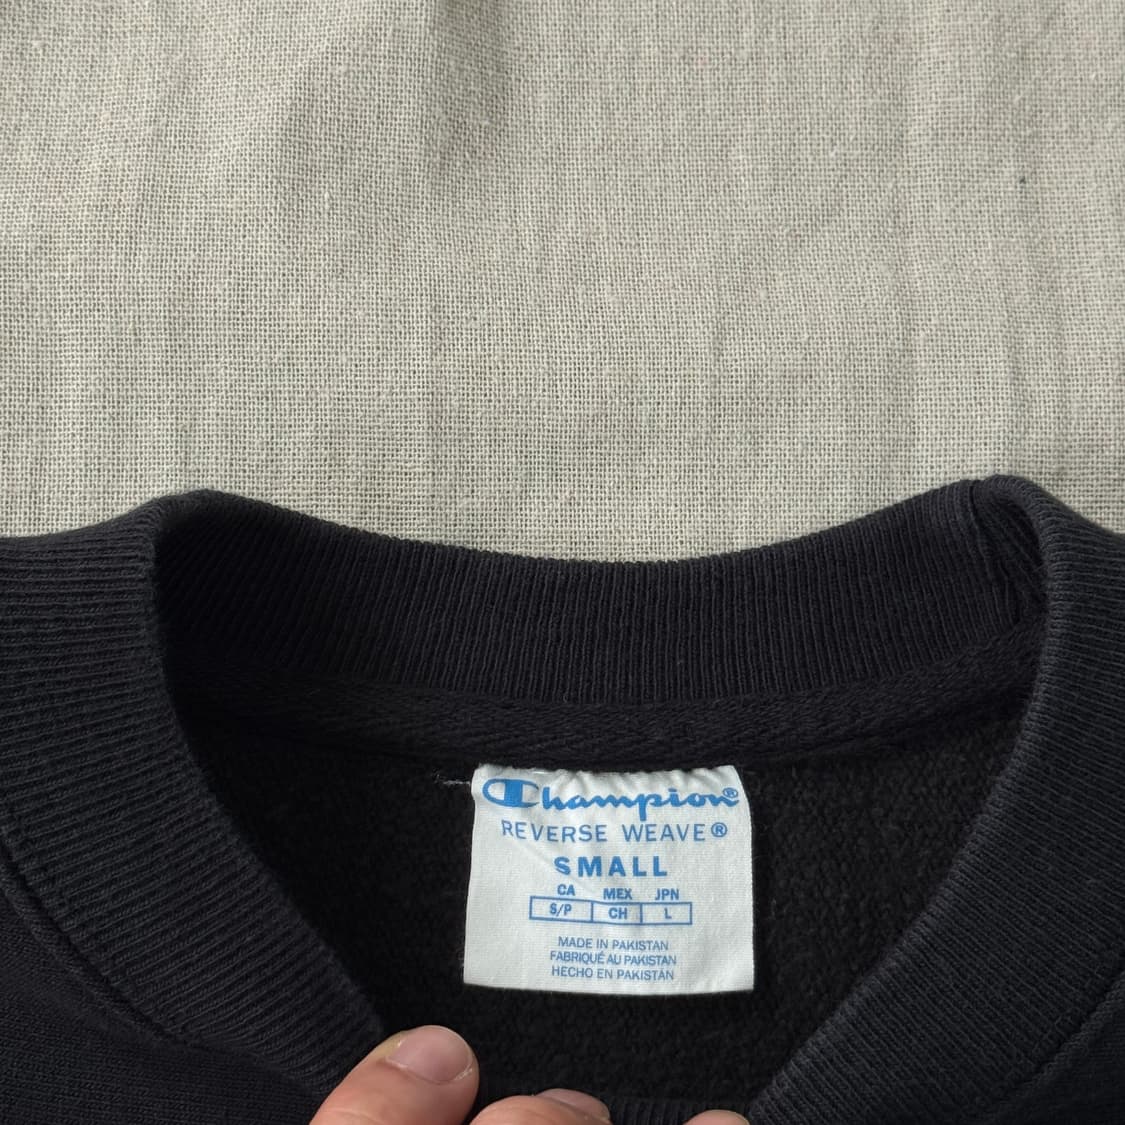 Champion®
REVERSE WEAVE®
SMALL
CA MEX JPN
S/P CH L
MADE IN PAKISTAN
FABRIQUÉ AU PAKISTAN
HECHO EN PAKISTÁN